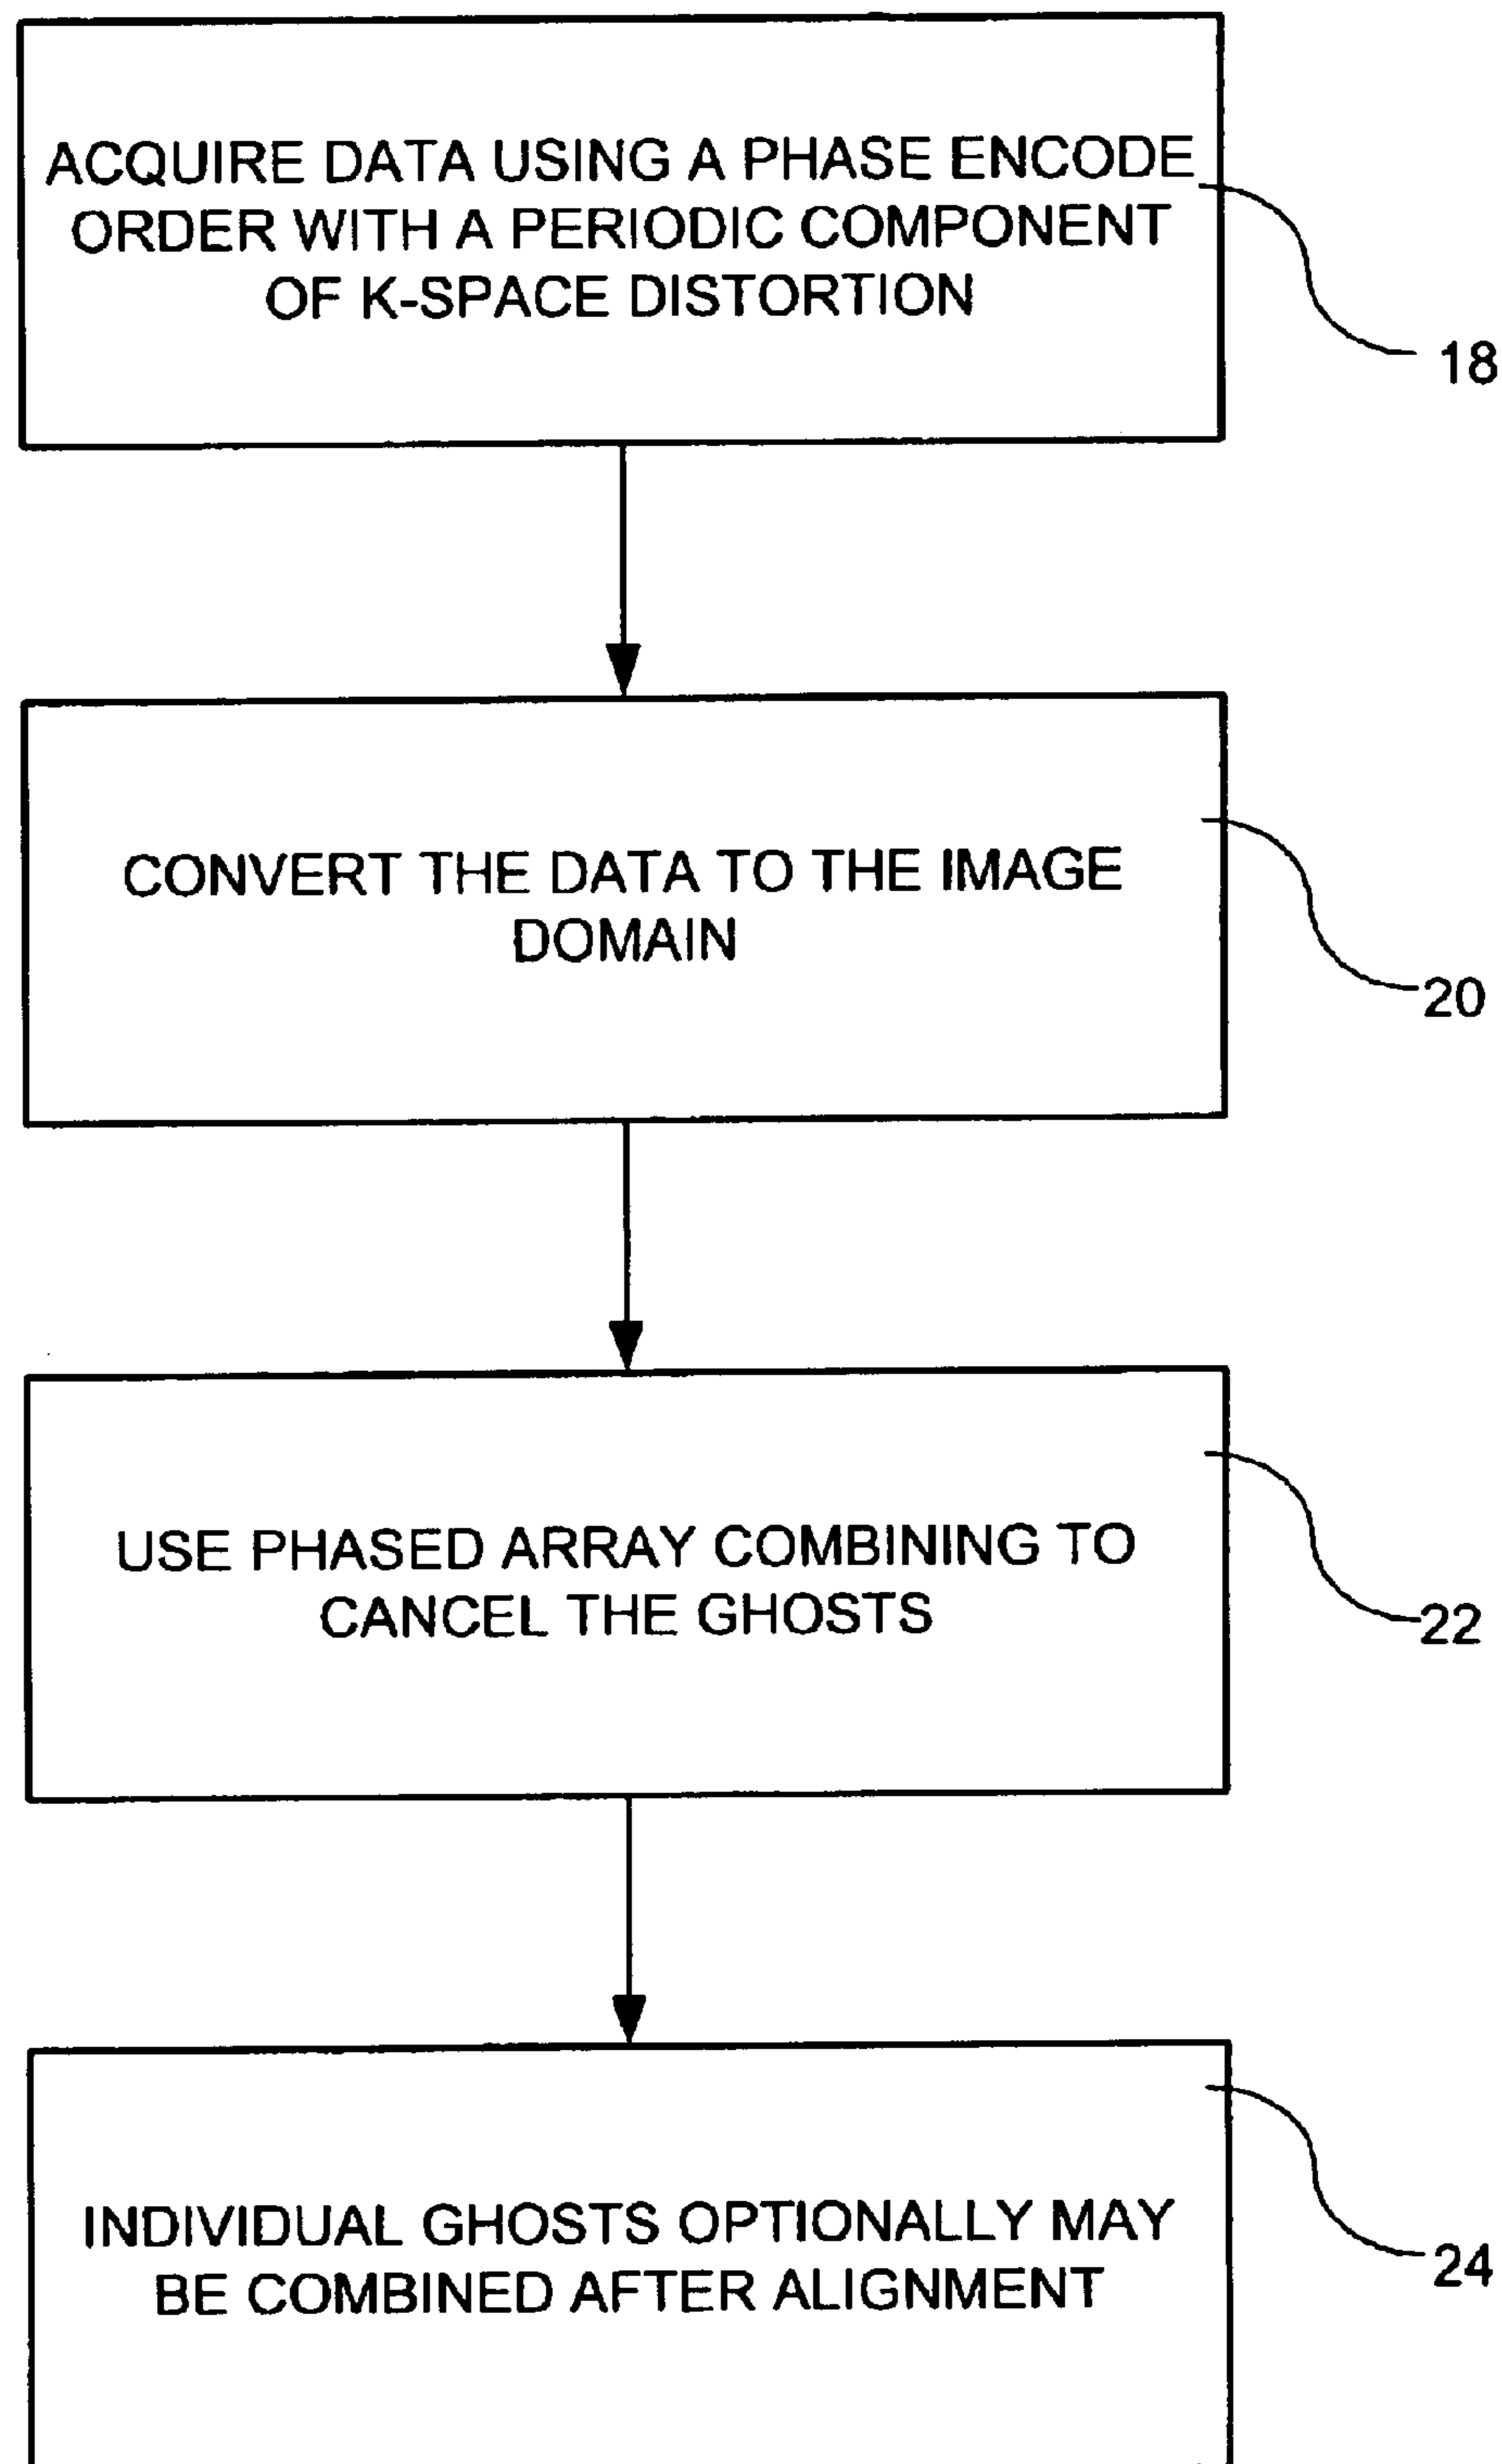 ACQUIRE DATA USING A PHASE ENCODE
ORDER WITH A PERIODIC COMPONENT
OF K-SPACE DISTORTION
18
CONVERT THE DATA TO THE IMAGE
DOMAIN
20
USE PHASED ARRAY COMBINING TO
CANCEL THE GHOSTS
22
INDIVIDUAL GHOSTS OPTIONALLY MAY
BE COMBINED AFTER ALIGNMENT
24